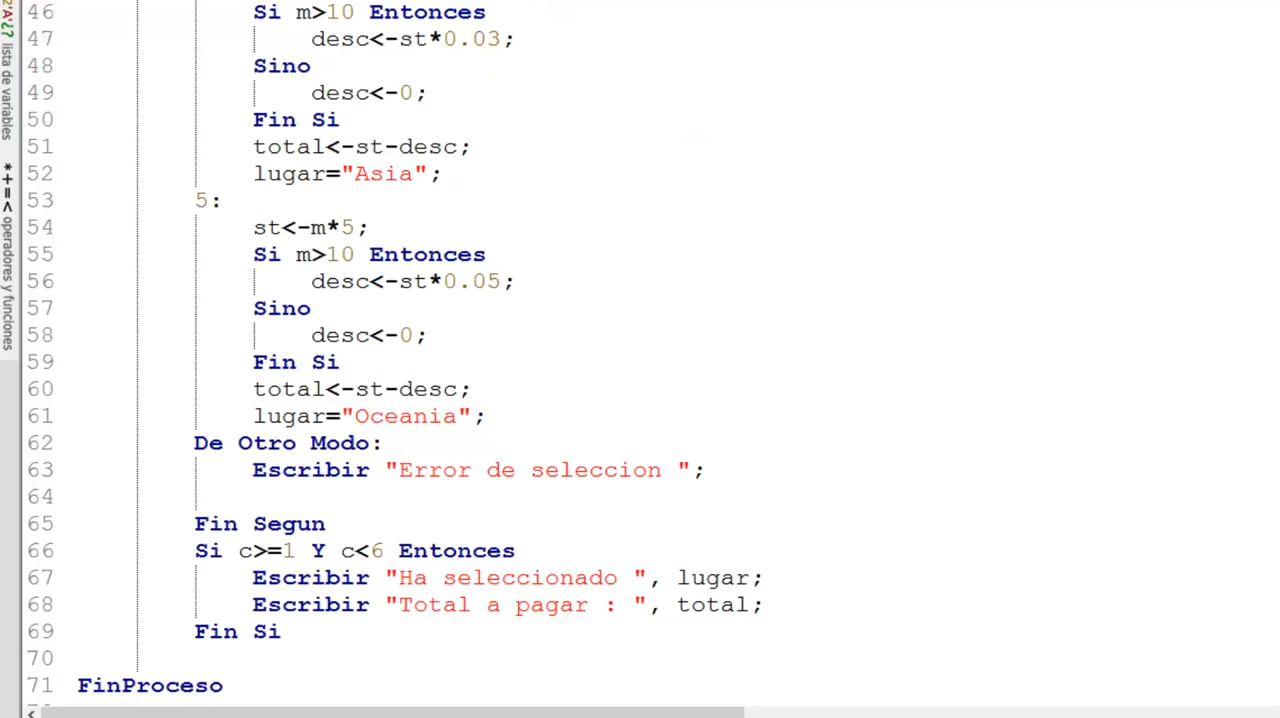 46 Si m>10 Entonces
47 desc<-st*0.03;
48 Sino
49 desc<-0;
50 Fin Si
51 total<-st-desc;
52 lugar="Asia";
53 5:
54 st<-m*5;
55 Si m>10 Entonces
56 desc<-st*0.05;
57 Sino
58 desc<-0;
59 Fin Si
60 total<-st-desc;
61 lugar="Oceania";
62 De Otro Modo:
63 Escribir "Error de seleccion ";
64
65 Fin Segun
66 Si c>=1 Y c<6 Entonces
67 Escribir "Ha seleccionado ", lugar;
68 Escribir "Total a pagar : ", total;
69 Fin Si
70
71 FinProceso
2'A'¿? lista de variables
*+=< operadores y funciones